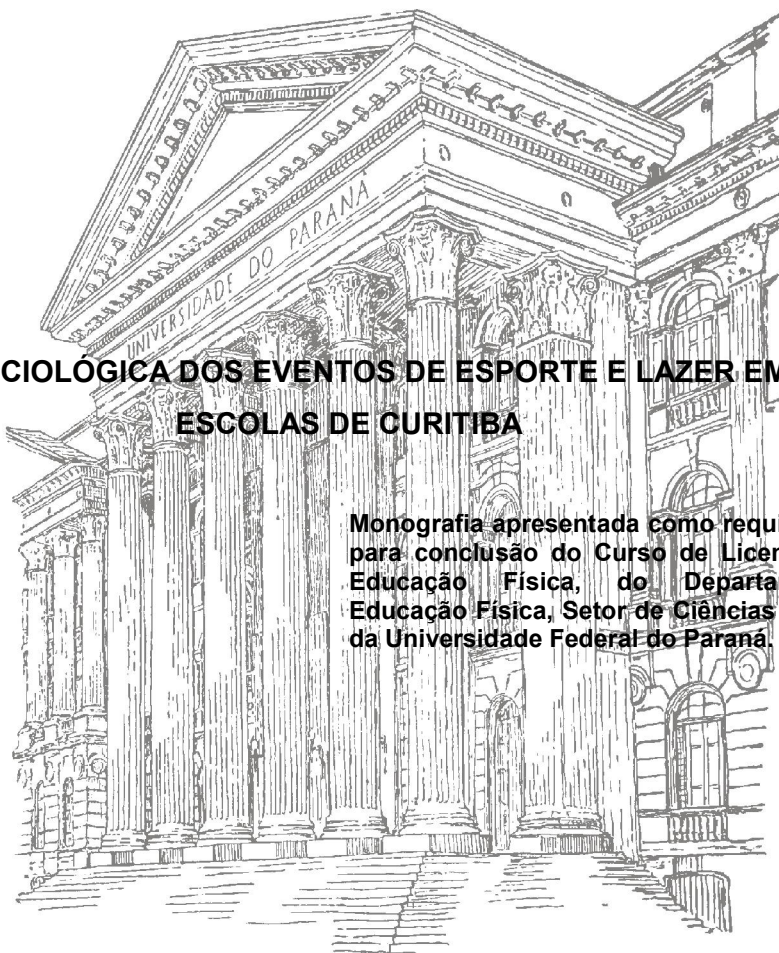 UNIVERSIDADE DO PARANÁ
CIOLÓGICA DOS EVENTOS DE ESPORTE E LAZER EM
ESCOLAS DE CURITIBA
Monografia apresentada como requi
para conclusão do Curso de Licen
Educação Física, do Departa
Educação Física, Setor de Ciências
da Universidade Federal do Paraná.